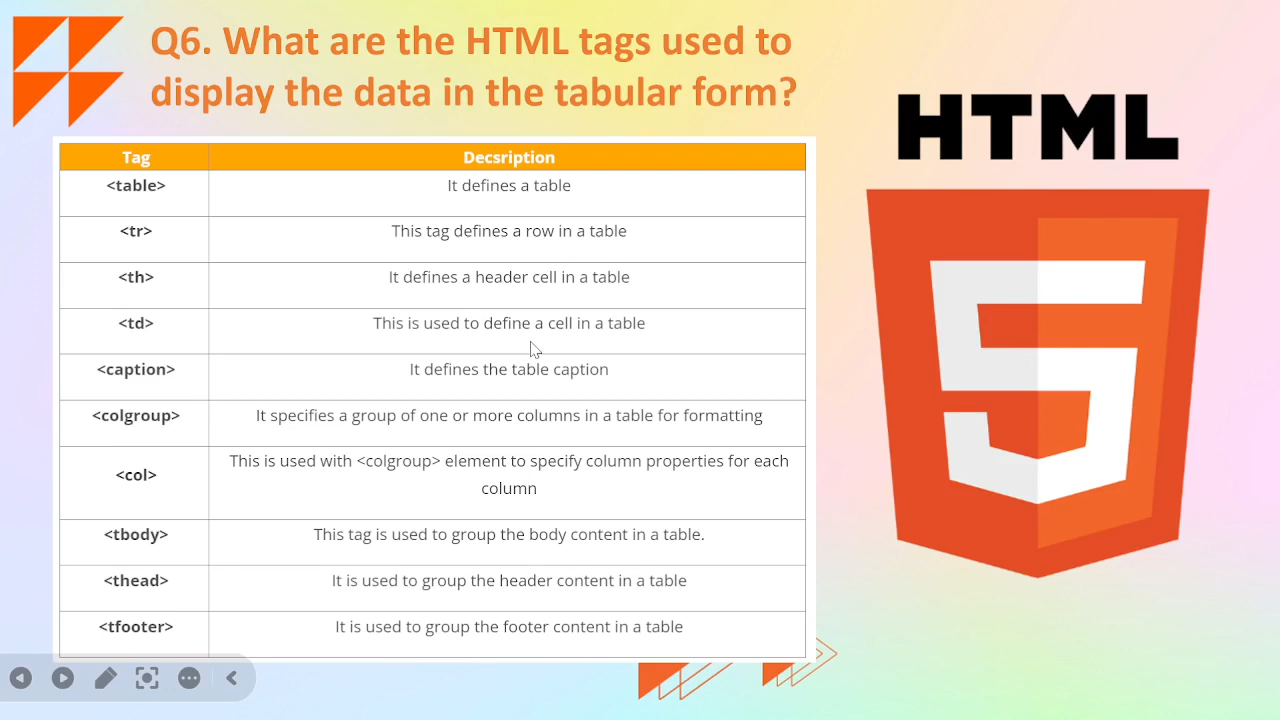 Q6. What are the HTML tags used to
display the data in the tabular form?
HTML
5
Tag Decsription
<table> It defines a table
<tr> This tag defines a row in a table
<th> It defines a header cell in a table
<td> This is used to define a cell in a table
<caption> It defines the table caption
<colgroup> It specifies a group of one or more columns in a table for formatting
<col> This is used with <colgroup> element to specify column properties for each
column
<tbody> This tag is used to group the body content in a table.
<thead> It is used to group the header content in a table
<tfooter> It is used to group the footer content in a table